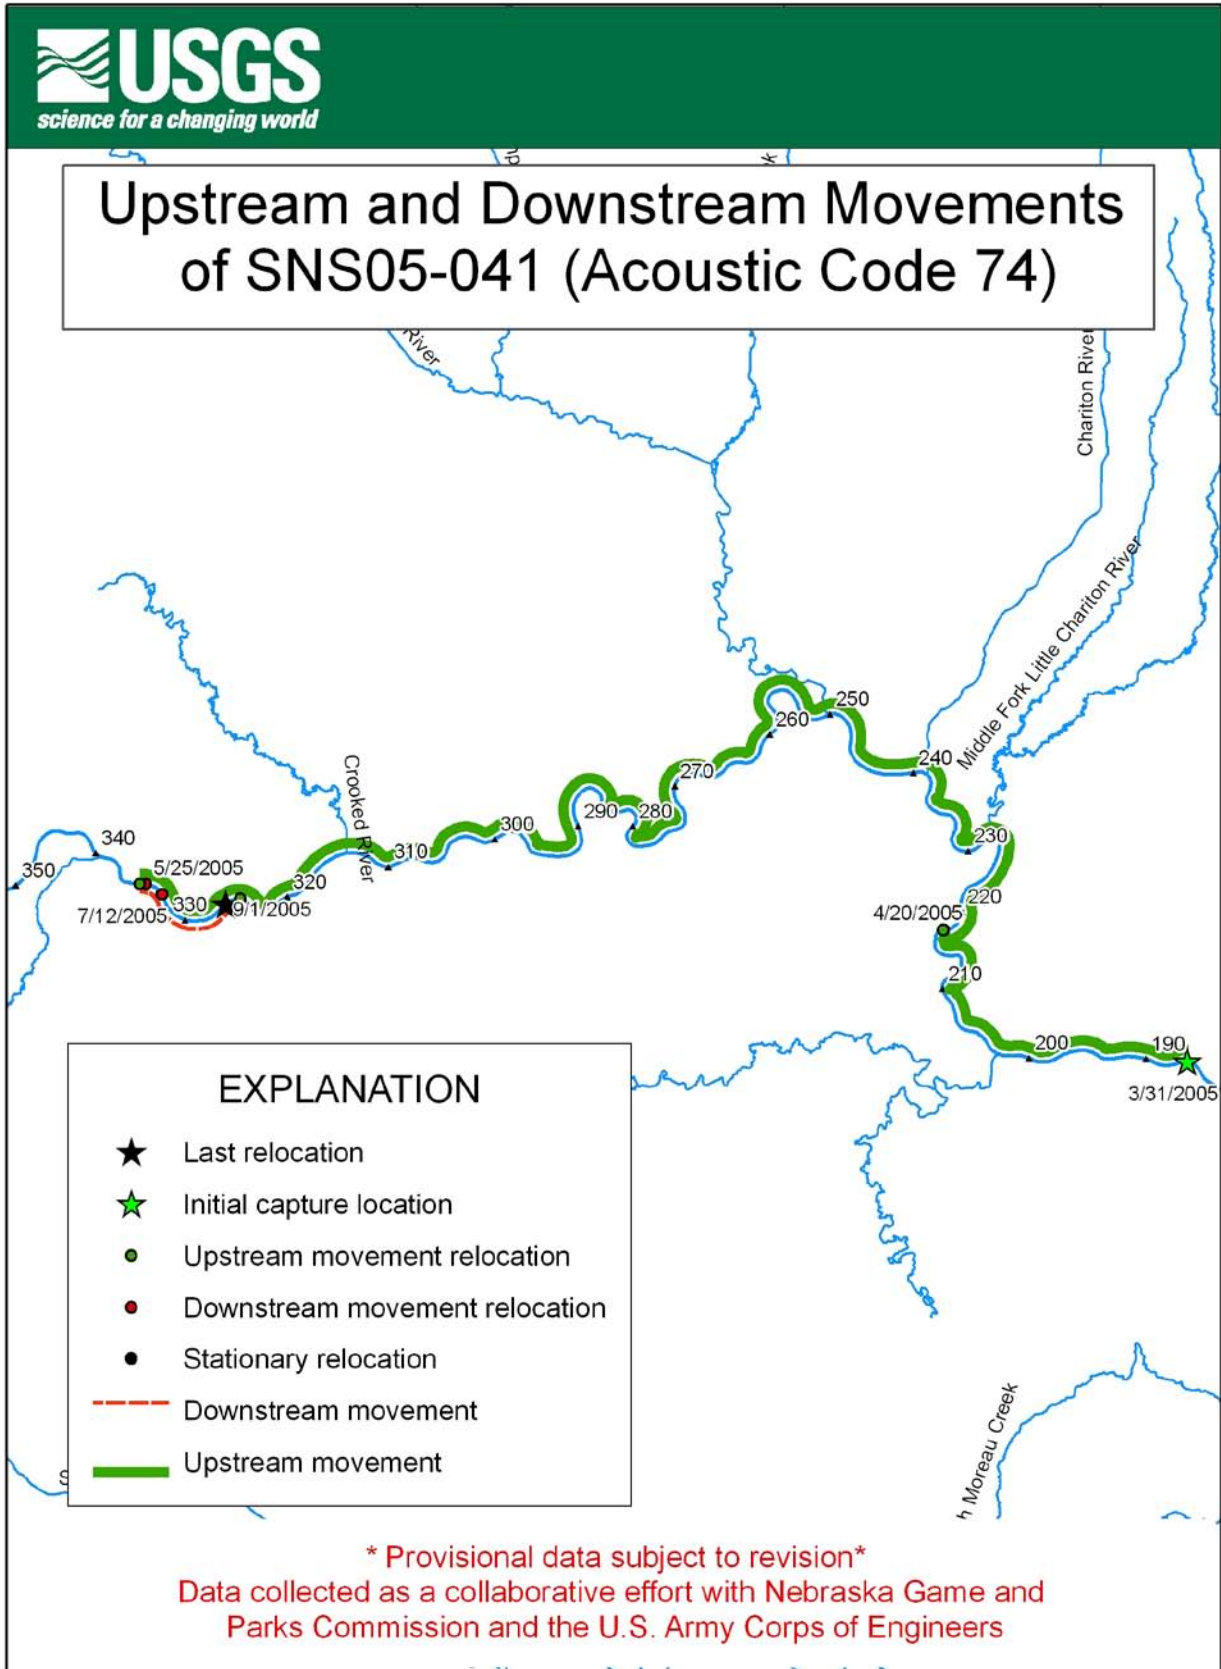 USGS
science for a changing world
Upstream and Downstream Movements
of SNS05-041 (Acoustic Code 74)
River
Chariton River
Middle Fork Little Chariton River
Crooked River
250
260
240
270
230
290
280
300
310
340
350
5/25/2005
320
330
9/1/2005
7/12/2005
220
4/20/2005
210
200
190
3/31/2005
EXPLANATION
Last relocation
Initial capture location
Upstream movement relocation
Downstream movement relocation
Stationary relocation
Downstream movement
Upstream movement
h Moreau Creek
* Provisional data subject to revision*
Data collected as a collaborative effort with Nebraska Game and
Parks Commission and the U.S. Army Corps of Engineers